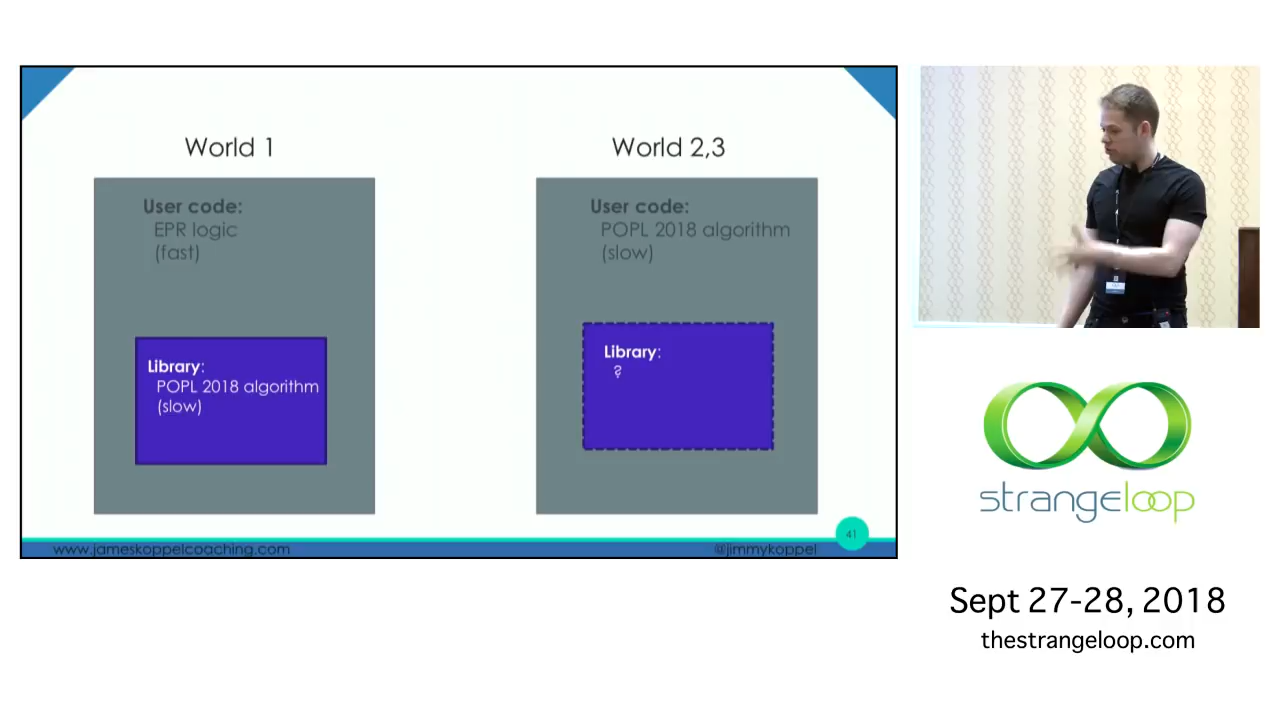 World 1
World 2,3
User code:
EPR logic
(fast)
Library:
POPL 2018 algorithm
(slow)
User code:
POPL 2018 algorithm
(slow)
Library:
?
www.jameskoppelcoaching.com
@jimmykoppel
41
strangeloop
Sept 27-28, 2018
thestrangeloop.com